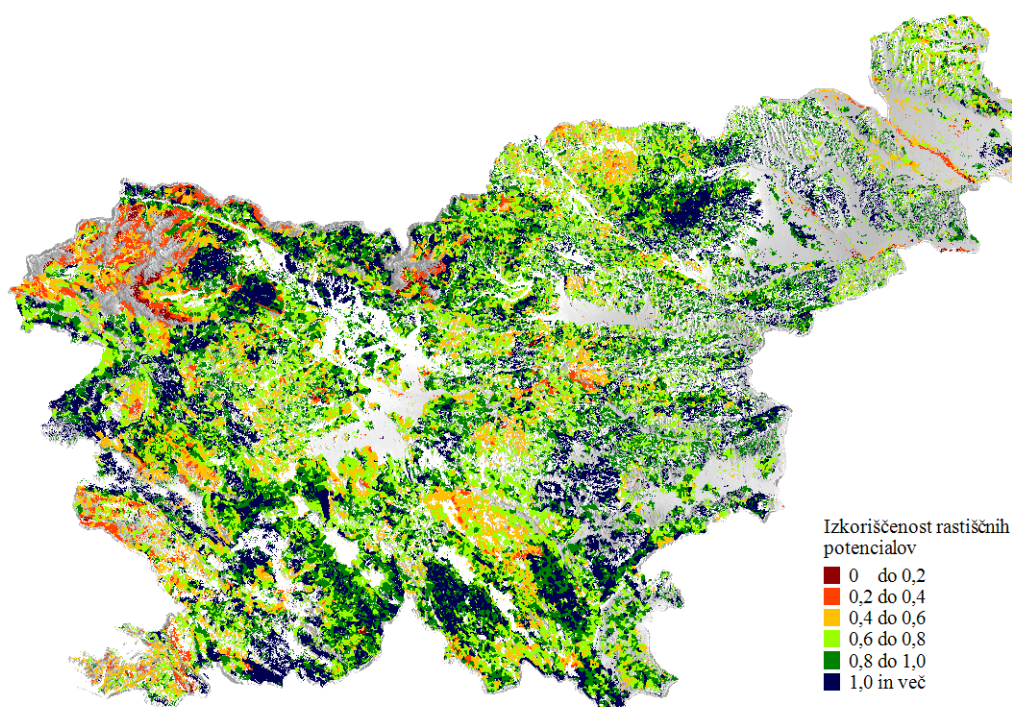 Izkoriščenost rastiščnih
potencialov
0 do 0,2
0,2 do 0,4
0,4 do 0,6
0,6 do 0,8
0,8 do 1,0
1,0 in več